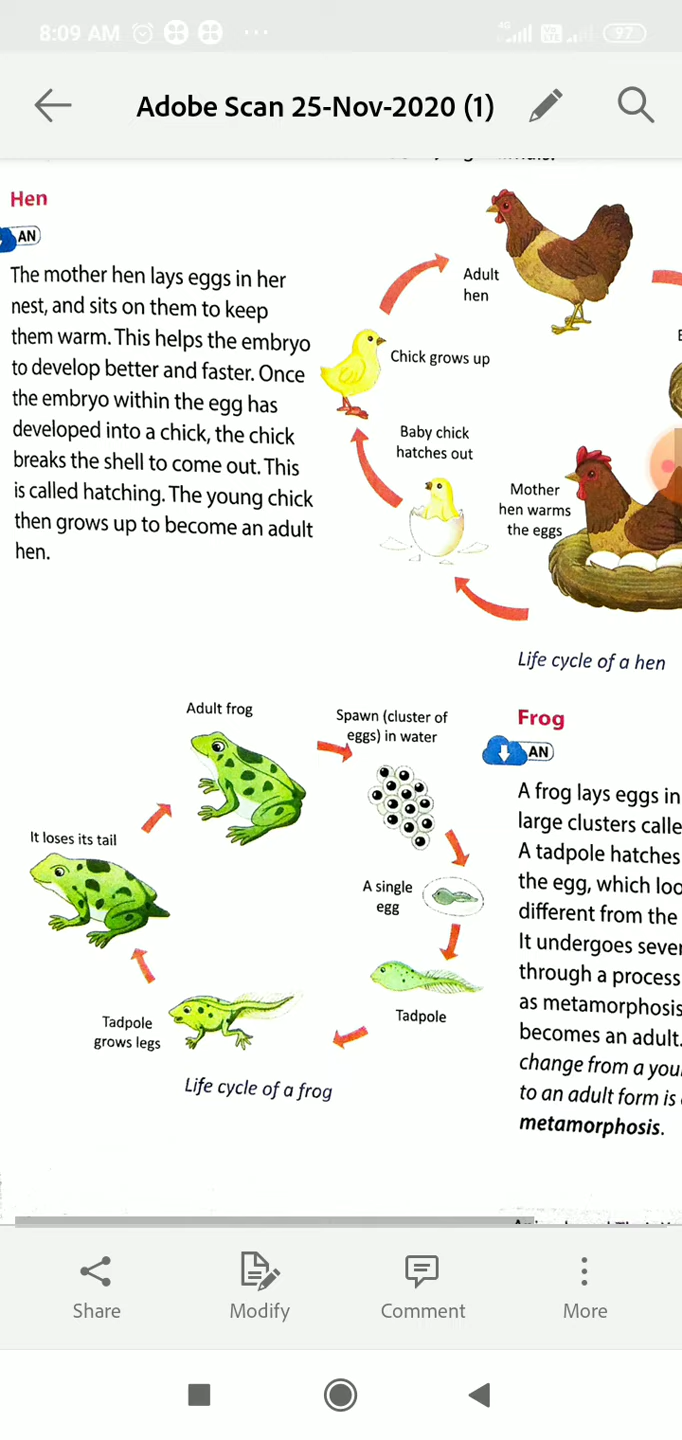 8:09 AM
4G
Vo
LTE
97
Adobe Scan 25-Nov-2020 (1)
Hen
AN
The mother hen lays eggs in her
nest, and sits on them to keep
them warm. This helps the embryo
to develop better and faster. Once
the embryo within the egg has
developed into a chick, the chick
breaks the shell to come out. This
is called hatching. The young chick
then grows up to become an adult
hen.
Adult
hen
Chick grows up
Baby chick
hatches out
Mother
hen warms
the eggs
Life cycle of a hen
Adult frog
Spawn (cluster of
eggs) in water
It loses its tail
A single
egg
Tadpole
Tadpole
grows legs
Life cycle of a frog
Frog
AN
A frog lays eggs in
large clusters calle
A tadpole hatches
the egg, which loo
different from the
It undergoes sever
through a process
as metamorphosis
becomes an adult.
change from a you
to an adult form is
metamorphosis.
Share
Modify
Comment
More